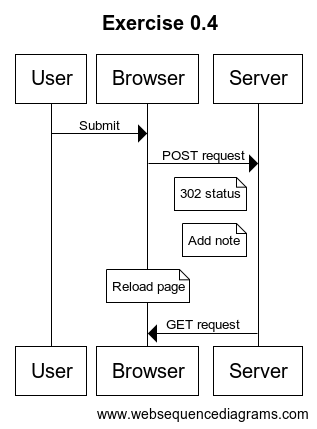 Exercise 0.4
User
Browser
Server
Submit
POST request
302 status
Add note
Reload page
GET request
User
Browser
Server
www.websequencediagrams.com